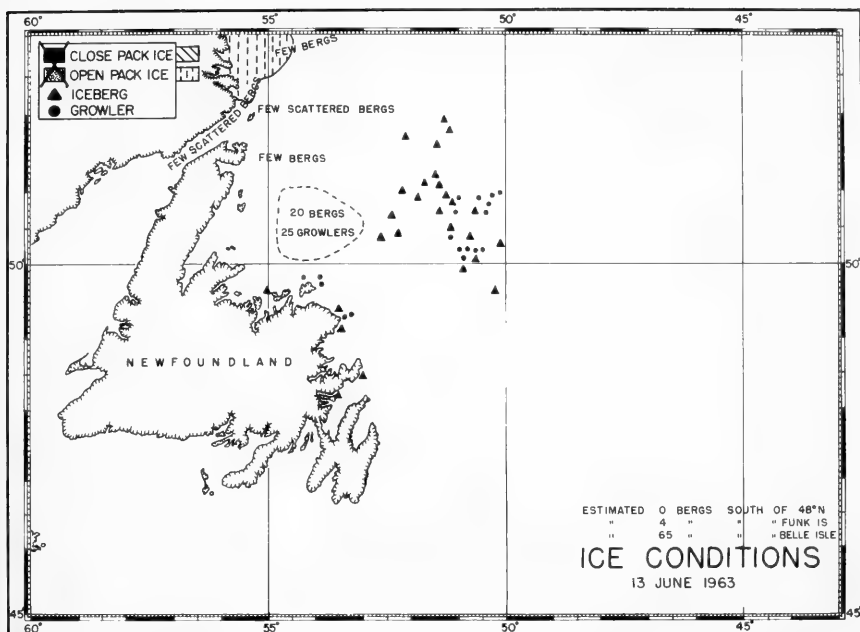 60° 55° 50° 45°
CLOSE PACK ICE
OPEN PACK ICE
ICEBERG
GROWLER
FEW BERGS
FEW SCATTERED BERGS
FEW SCATTERED BERGS
FEW BERGS
20 BERGS
25 GROWLERS
50° 50°
NEWFOUNDLAND
ESTIMATED 0 BERGS SOUTH OF 48°N
" 4 " " " FUNK IS
" 65 " " " BELLE ISLE
ICE CONDITIONS
13 JUNE 1963
45° 45°
60° 55° 50° 45°